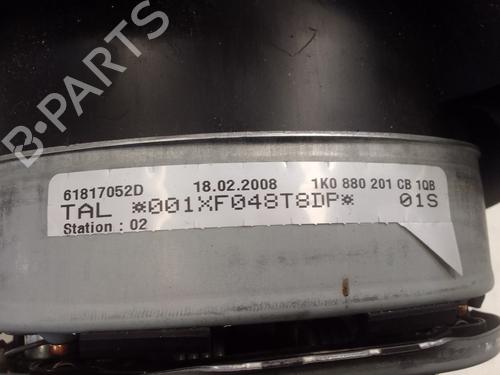 B-PARTS
61817052D 18.02.2008 1K0 880 201 CB 1QB
TAL *001XF048T8DP* 01S
Station : 02